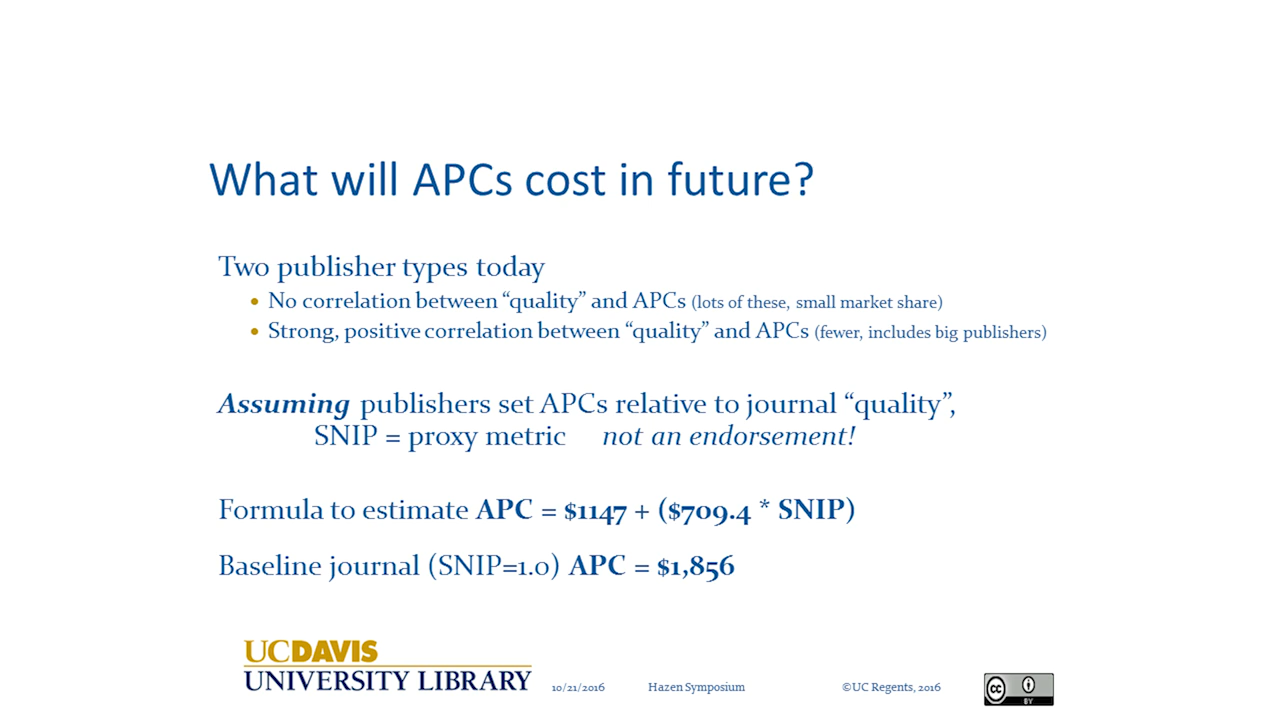 What will APCs cost in future?
Two publisher types today
• No correlation between “quality” and APCs (lots of these, small market share)
• Strong, positive correlation between “quality” and APCs (fewer, includes big publishers)
Assuming publishers set APCs relative to journal “quality”,
SNIP = proxy metric not an endorsement!
Formula to estimate APC = $1147 + ($709.4 * SNIP)
Baseline journal (SNIP=1.0) APC = $1,856
UCDAVIS
UNIVERSITY LIBRARY
10/21/2016 Hazen Symposium ©UC Regents, 2016
cc BY